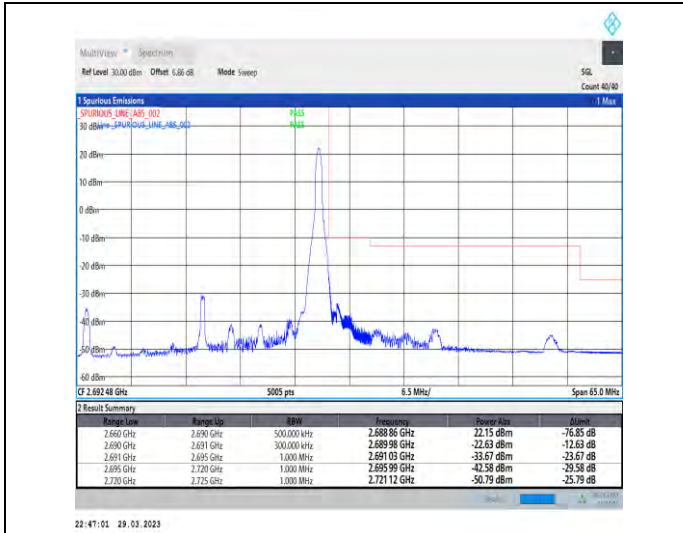 MultiView Spectrum
Ref Level 30.00 dBm Offset 6.86 dB Mode Sweep SGL
Count 40/40
1 Spurious Emissions 1 Max
_SPURIOUS_LINE_ABS_002 PASS
30 dBm Line _SPURIOUS_LINE_ABS_002 PASS
20 dBm
10 dBm
0 dBm
-10 dBm
-20 dBm
-30 dBm
-40 dBm
-50 dBm
-60 dBm
CF 2.692 48 GHz 5005 pts 6.5 MHz/ Span 65.0 MHz
2 Result Summary
Range Low Range Up RBW Frequency Power Abs ΔLimit
2.660 GHz 2.690 GHz 500.000 kHz 2.688 86 GHz 22.15 dBm -76.85 dB
2.690 GHz 2.691 GHz 300.000 kHz 2.689 98 GHz -22.63 dBm -12.63 dB
2.691 GHz 2.695 GHz 1.000 MHz 2.691 03 GHz -33.67 dBm -23.67 dB
2.695 GHz 2.720 GHz 1.000 MHz 2.695 99 GHz -42.58 dBm -29.58 dB
2.720 GHz 2.725 GHz 1.000 MHz 2.721 12 GHz -50.79 dBm -25.79 dB
22:47:01 29.03.2023